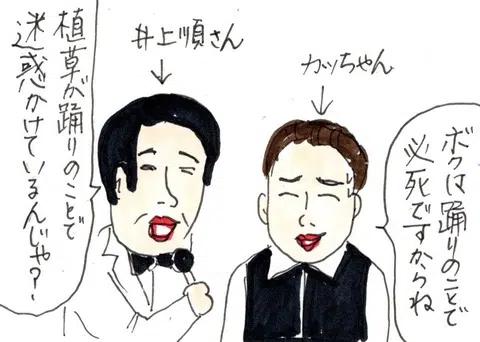 植草が踊りのことで
迷惑かけているんじゃ?
井上順さん
カッちゃん
ボクは踊りのことで
必死ですからね